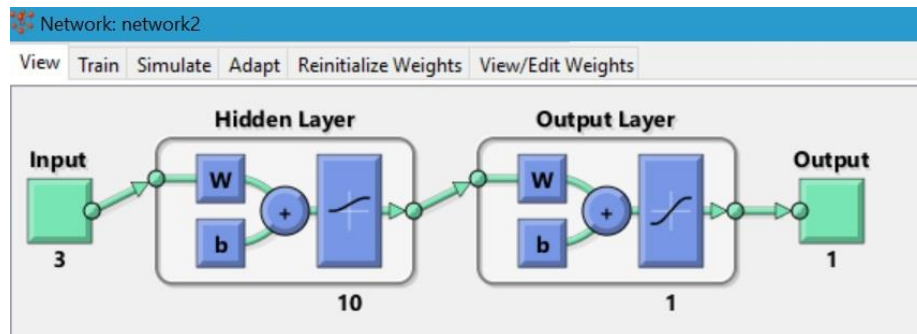 Network: network2
View Train Simulate Adapt Reinitialize Weights View/Edit Weights
Hidden Layer Output Layer
Input Output
W W
+ +
b b
3 1
10 1